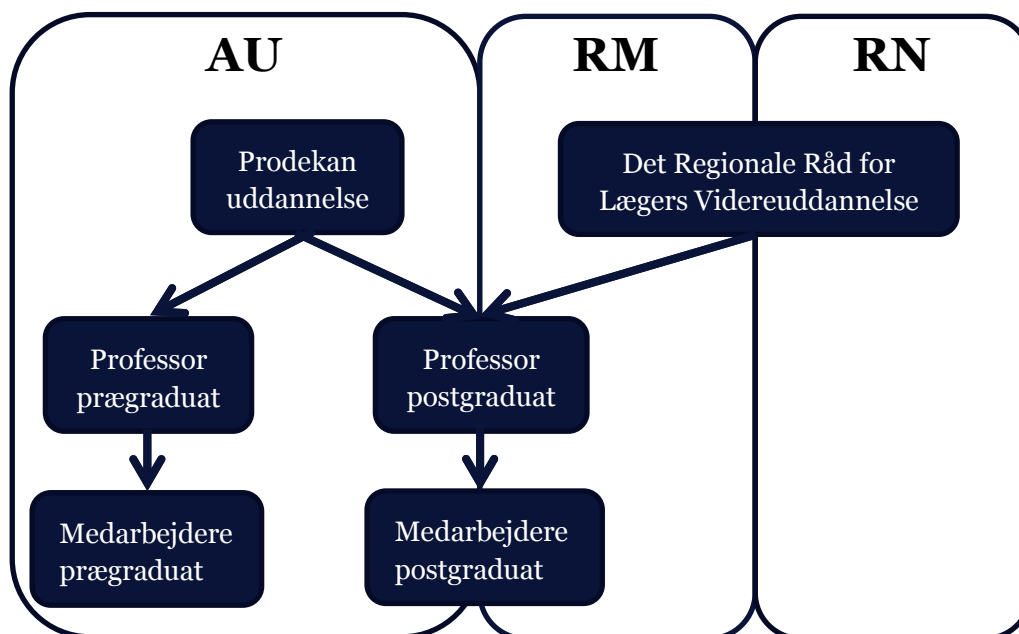 AU
RM
RN
Prodekan
uddannelse
Det Regionale Råd for
Lægers Videreuddannelse
Professor
prægraduat
Professor
postgraduat
Medarbejdere
prægraduat
Medarbejdere
postgraduat